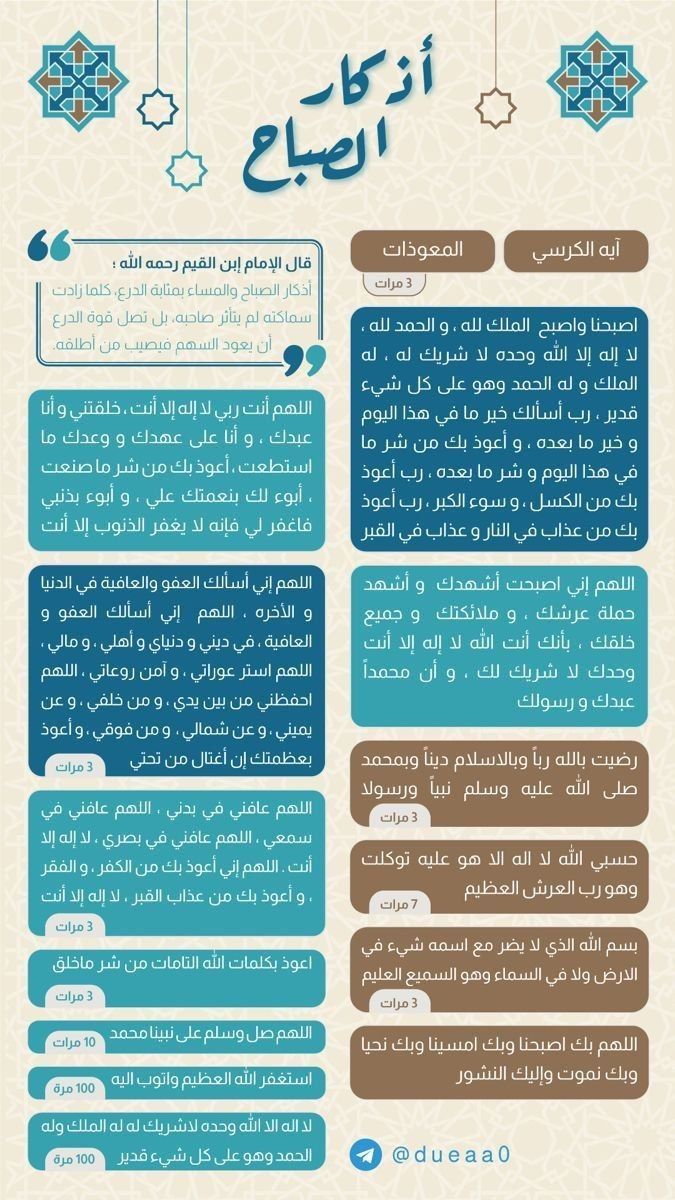 أذكار
الصباح
آيه الكرسي
المعوذات
3 مرات
اصبحنا واصبح الملك لله ، و الحمد لله ،
لا إله إلا الله وحده لا شريك له ، له
الملك و له الحمد وهو على كل شيء
قدير ، رب أسألك خير ما في هذا اليوم
و خير ما بعده ، و أعوذ بك من شر ما
في هذا اليوم و شر ما بعده ، رب أعوذ
بك من الكسل ، و سوء الكبر ، رب أعوذ
بك من عذاب في النار و عذاب في القبر
اللهم إني اصبحت أشهدك و أشهد
حملة عرشك ، و ملائكتك و جميع
خلقك ، بأنك أنت الله لا إله إلا أنت
وحدك لا شريك لك ، و أن محمداً
عبدك و رسولك
رضيت بالله رباً وبالاسلام ديناً وبمحمد
صلى الله عليه وسلم نبياً ورسولا
3 مرات
حسبي الله لا اله الا هو عليه توكلت
وهو رب العرش العظيم
7 مرات
بسم الله الذي لا يضر مع اسمه شيء في
الارض ولا في السماء وهو السميع العليم
3 مرات
اللهم بك اصبحنا وبك امسينا وبك نحيا
وبك نموت وإليك النشور
@dueaa0
قال الإمام إبن القيم رحمه الله ؛
أذكار الصباح والمساء بمثابة الدرع، كلما زادت
سماكته لم يتأثر صاحبه، بل تصل قوة الدرع
أن يعود السهم فيصيب من أطلقه.
اللهم أنت ربي لا إله إلا أنت ، خلقتني و أنا
عبدك ، و أنا على عهدك و وعدك ما
استطعت ، أعوذ بك من شر ما صنعت
، أبوء لك بنعمتك علي ، و أبوء بذنبي
فاغفر لي فإنه لا يغفر الذنوب إلا أنت
اللهم إني أسألك العفو والعافية في الدنيا
و الأخره ، اللهم إني أسألك العفو و
العافية ، في ديني و دنياي و أهلي ، و مالي ،
اللهم استر عوراتي ، و آمن روعاتي ، اللهم
احفظني من بين يدي ، و من خلفي ، و عن
يميني ، و عن شمالي ، و من فوقي ، و أعوذ
بعظمتك إن أغتال من تحتي
3 مرات
اللهم عافني في بدني ، اللهم عافني في
سمعي ، اللهم عافني في بصري ، لا إله إلا
أنت . اللهم إني أعوذ بك من الكفر ، و الفقر
، و أعوذ بك من عذاب القبر ، لا إله إلا أنت
3 مرات
اعوذ بكلمات الله التامات من شر ماخلق
3 مرات
اللهم صل وسلم على نبينا محمد
10 مرات
استغفر الله العظيم واتوب اليه
100 مرة
لا اله الا الله وحده لاشريك له له الملك وله
الحمد وهو على كل شيء قدير
100 مرة